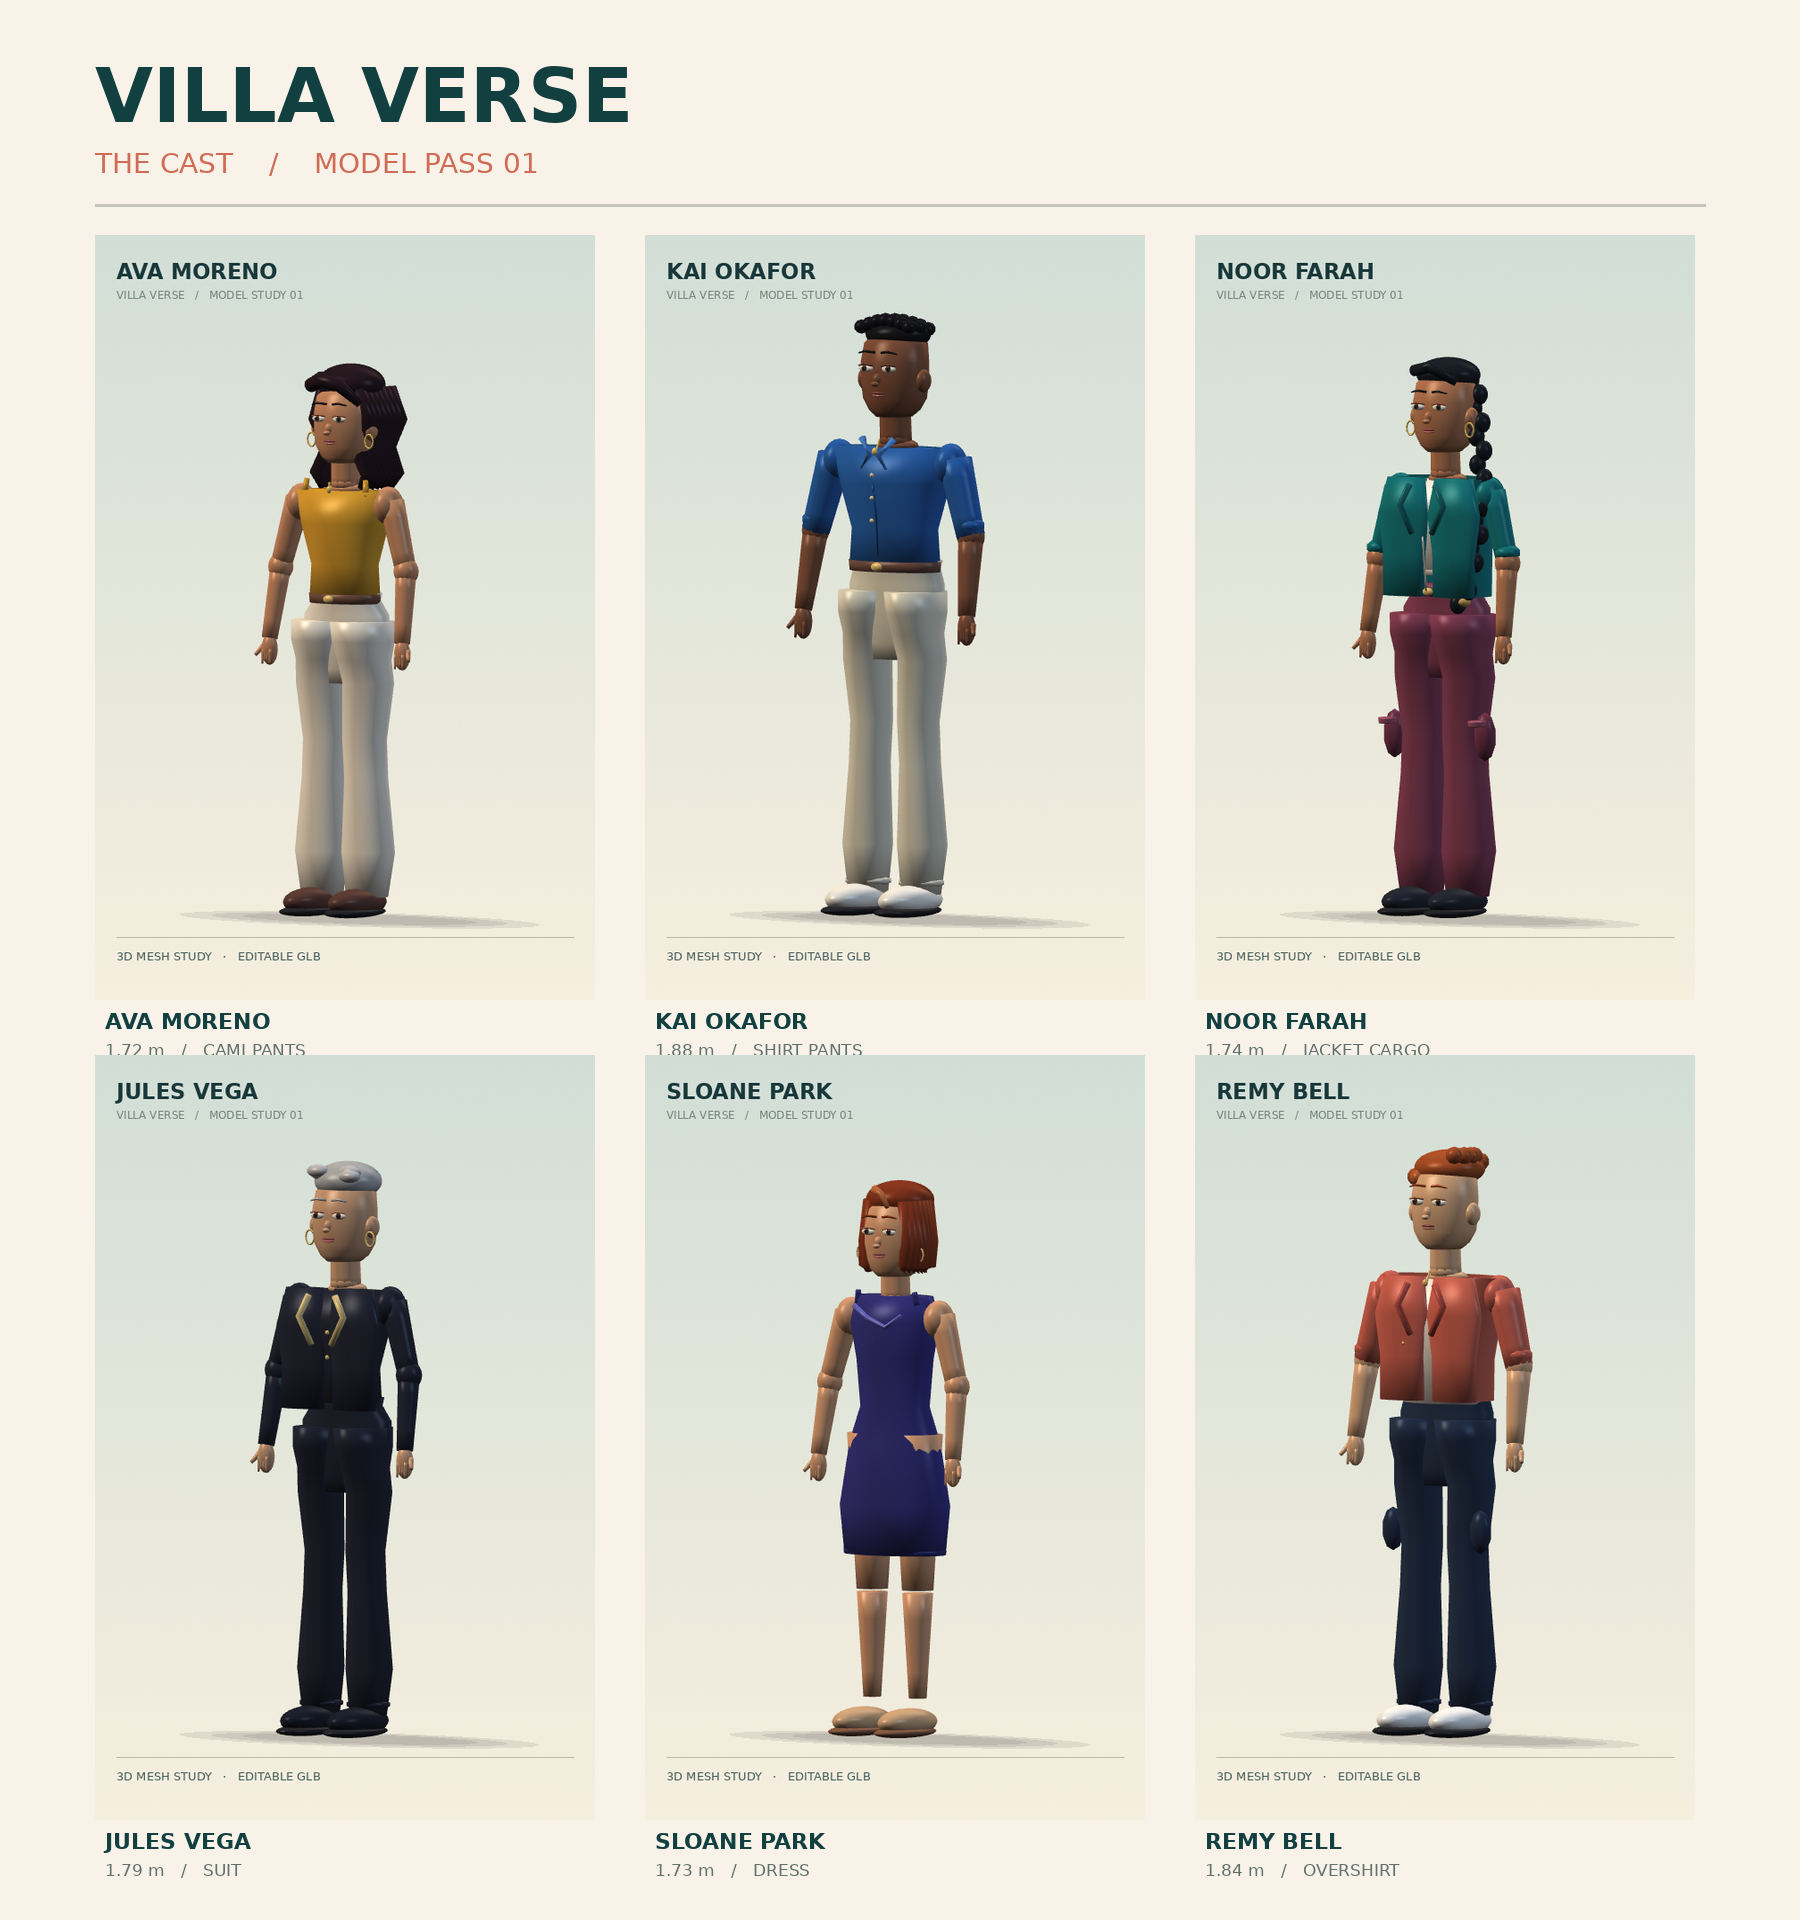 VILLA VERSE
THE CAST / MODEL PASS 01
AVA MORENO
VILLA VERSE / MODEL STUDY 01
3D MESH STUDY · EDITABLE GLB
AVA MORENO
1.72 m / CAMI PANTS
KAI OKAFOR
VILLA VERSE / MODEL STUDY 01
3D MESH STUDY · EDITABLE GLB
KAI OKAFOR
1.88 m / SHIRT PANTS
NOOR FARAH
VILLA VERSE / MODEL STUDY 01
3D MESH STUDY · EDITABLE GLB
NOOR FARAH
1.74 m / JACKET CARGO
JULES VEGA
VILLA VERSE / MODEL STUDY 01
3D MESH STUDY · EDITABLE GLB
JULES VEGA
1.79 m / SUIT
SLOANE PARK
VILLA VERSE / MODEL STUDY 01
3D MESH STUDY · EDITABLE GLB
SLOANE PARK
1.73 m / DRESS
REMY BELL
VILLA VERSE / MODEL STUDY 01
3D MESH STUDY · EDITABLE GLB
REMY BELL
1.84 m / OVERSHIRT